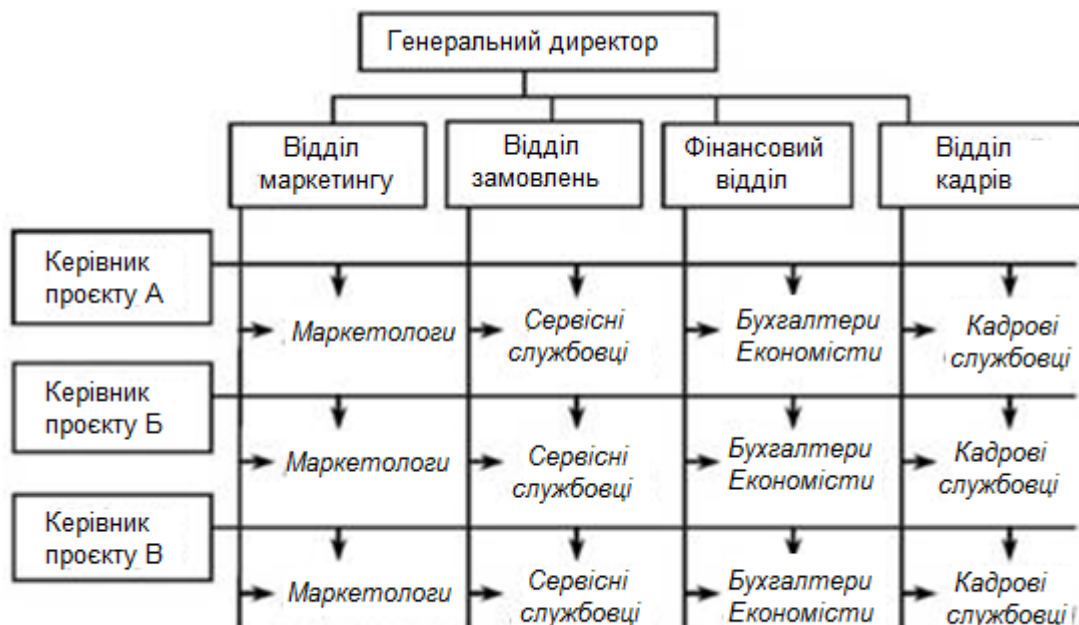 Генеральний директор
Відділ
маркетингу
Відділ
замовлень
Фінансовий
відділ
Відділ
кадрів
Керівник
проєкту А
Маркетологи
Сервісні
службовці
Бухгалтери
Економісти
Кадрові
службовці
Керівник
проєкту Б
Маркетологи
Сервісні
службовці
Бухгалтери
Економісти
Кадрові
службовці
Керівник
проєкту В
Маркетологи
Сервісні
службовці
Бухгалтери
Економісти
Кадрові
службовці